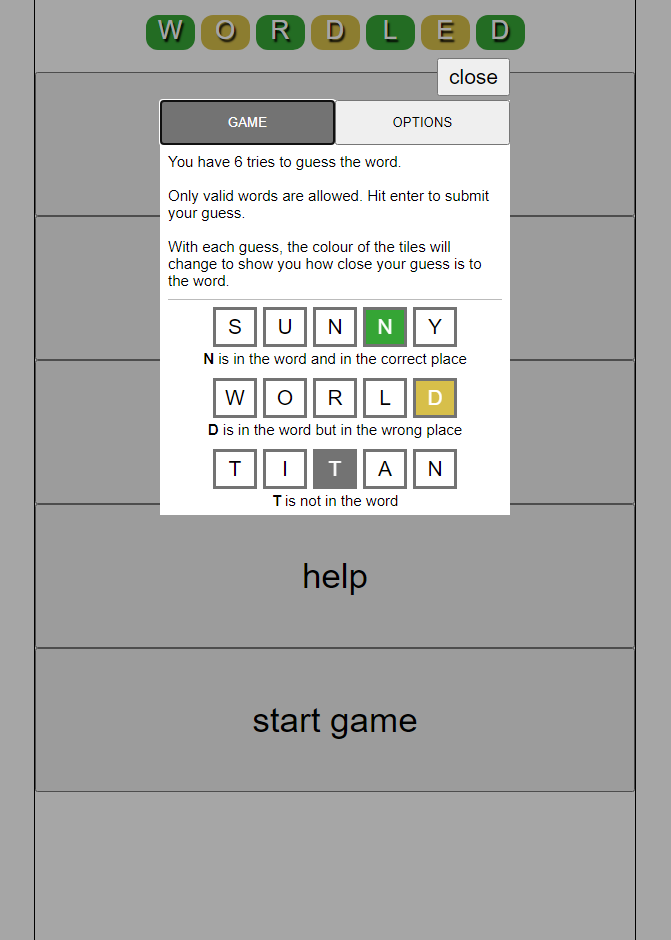 WORDLED
close
GAME OPTIONS
You have 6 tries to guess the word.
Only valid words are allowed. Hit enter to submit
your guess.
With each guess, the colour of the tiles will
change to show you how close your guess is to
the word.
S U N N Y
N is in the word and in the correct place
W O R L D
D is in the word but in the wrong place
T I T A N
T is not in the word
help
start game